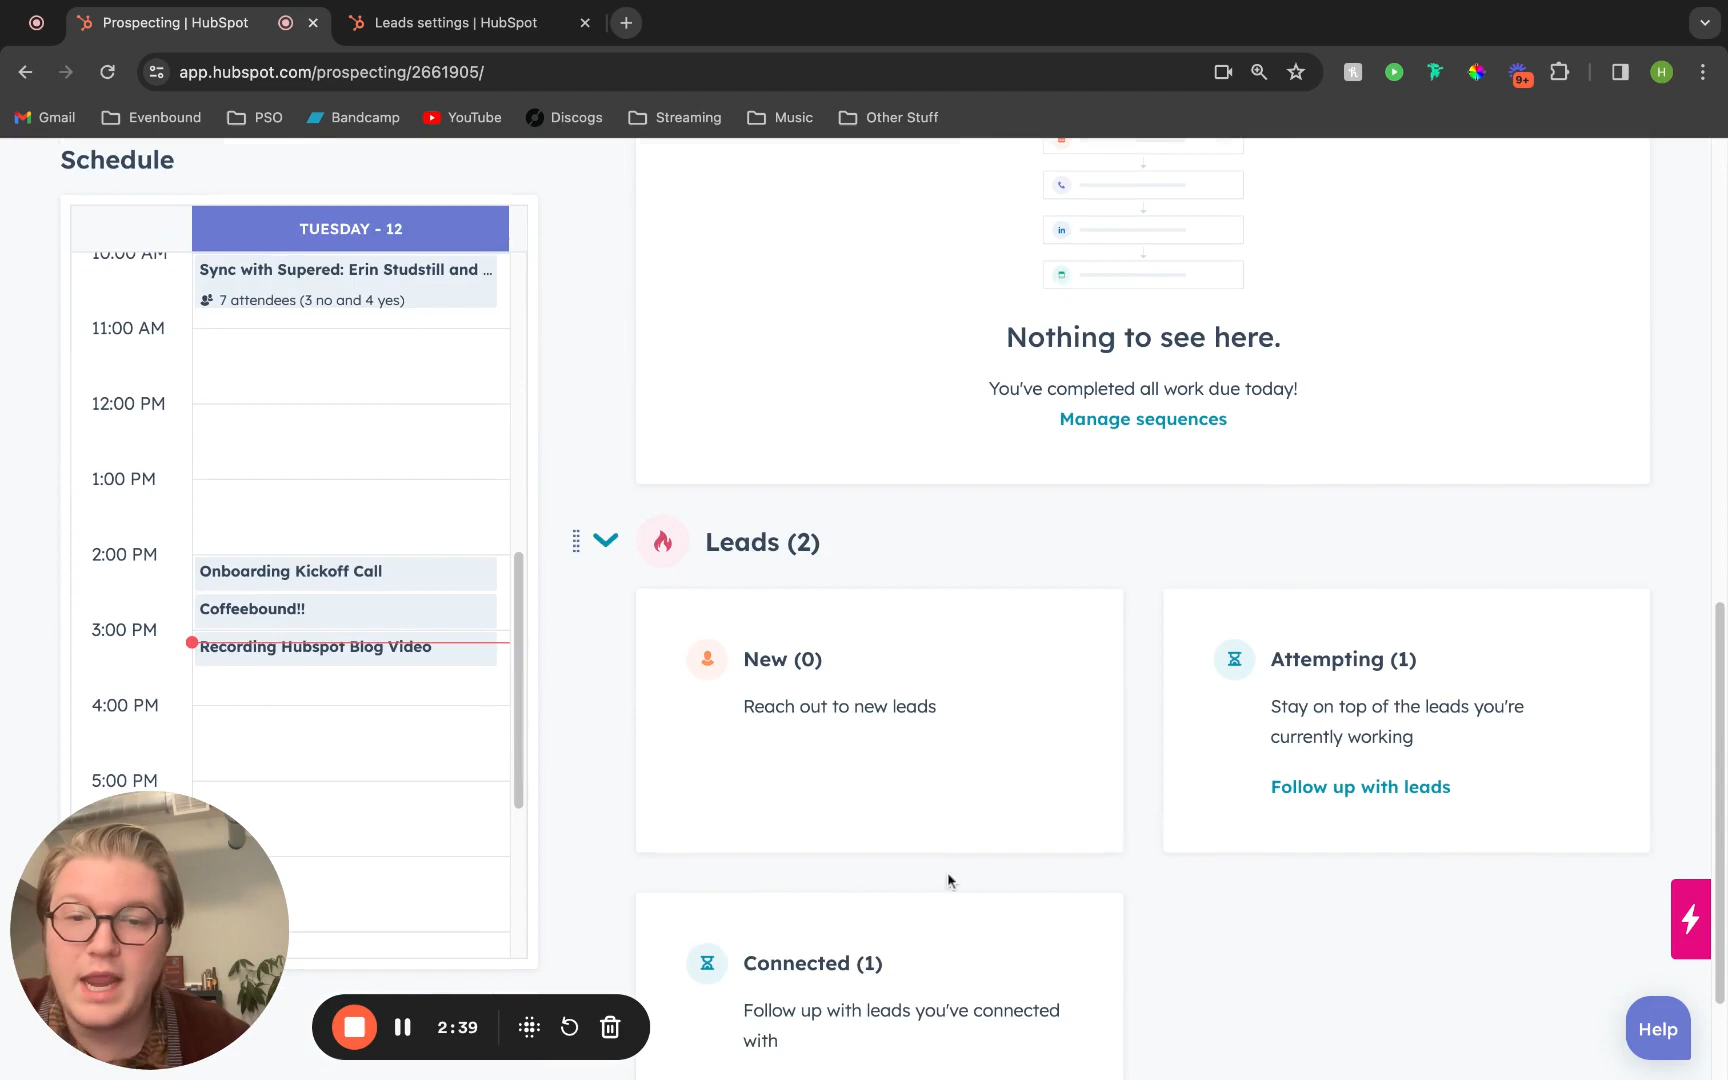 Prospecting | HubSpot
Leads settings | HubSpot
app.hubspot.com/prospecting/2661905/
9+
H
Gmail
Evenbound
PSO
Bandcamp
YouTube
Discogs
Streaming
Music
Other Stuff
Schedule
TUESDAY - 12
10:00 AM
Sync with Supered: Erin Studstill and ...
7 attendees (3 no and 4 yes)
11:00 AM
12:00 PM
1:00 PM
2:00 PM
Onboarding Kickoff Call
Coffeebound!!
3:00 PM
Recording Hubspot Blog Video
4:00 PM
5:00 PM
in
Nothing to see here.
You've completed all work due today!
Manage sequences
Leads (2)
New (0)
Reach out to new leads
Attempting (1)
Stay on top of the leads you're
currently working
Follow up with leads
Connected (1)
Follow up with leads you've connected
with
2:39
Help